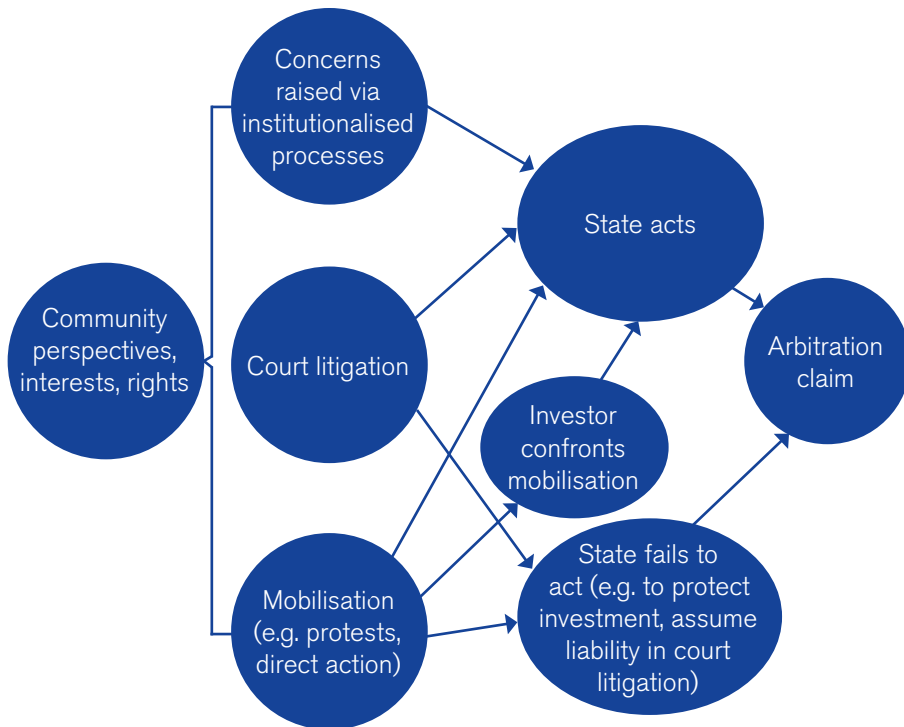 Concerns
raised via
institutionalised
processes
State acts
Community
perspectives,
interests, rights
Court litigation
Arbitration
claim
Investor
confronts
mobilisation
Mobilisation
(e.g. protests,
direct action)
State fails to
act (e.g. to protect
investment, assume
liability in court
litigation)